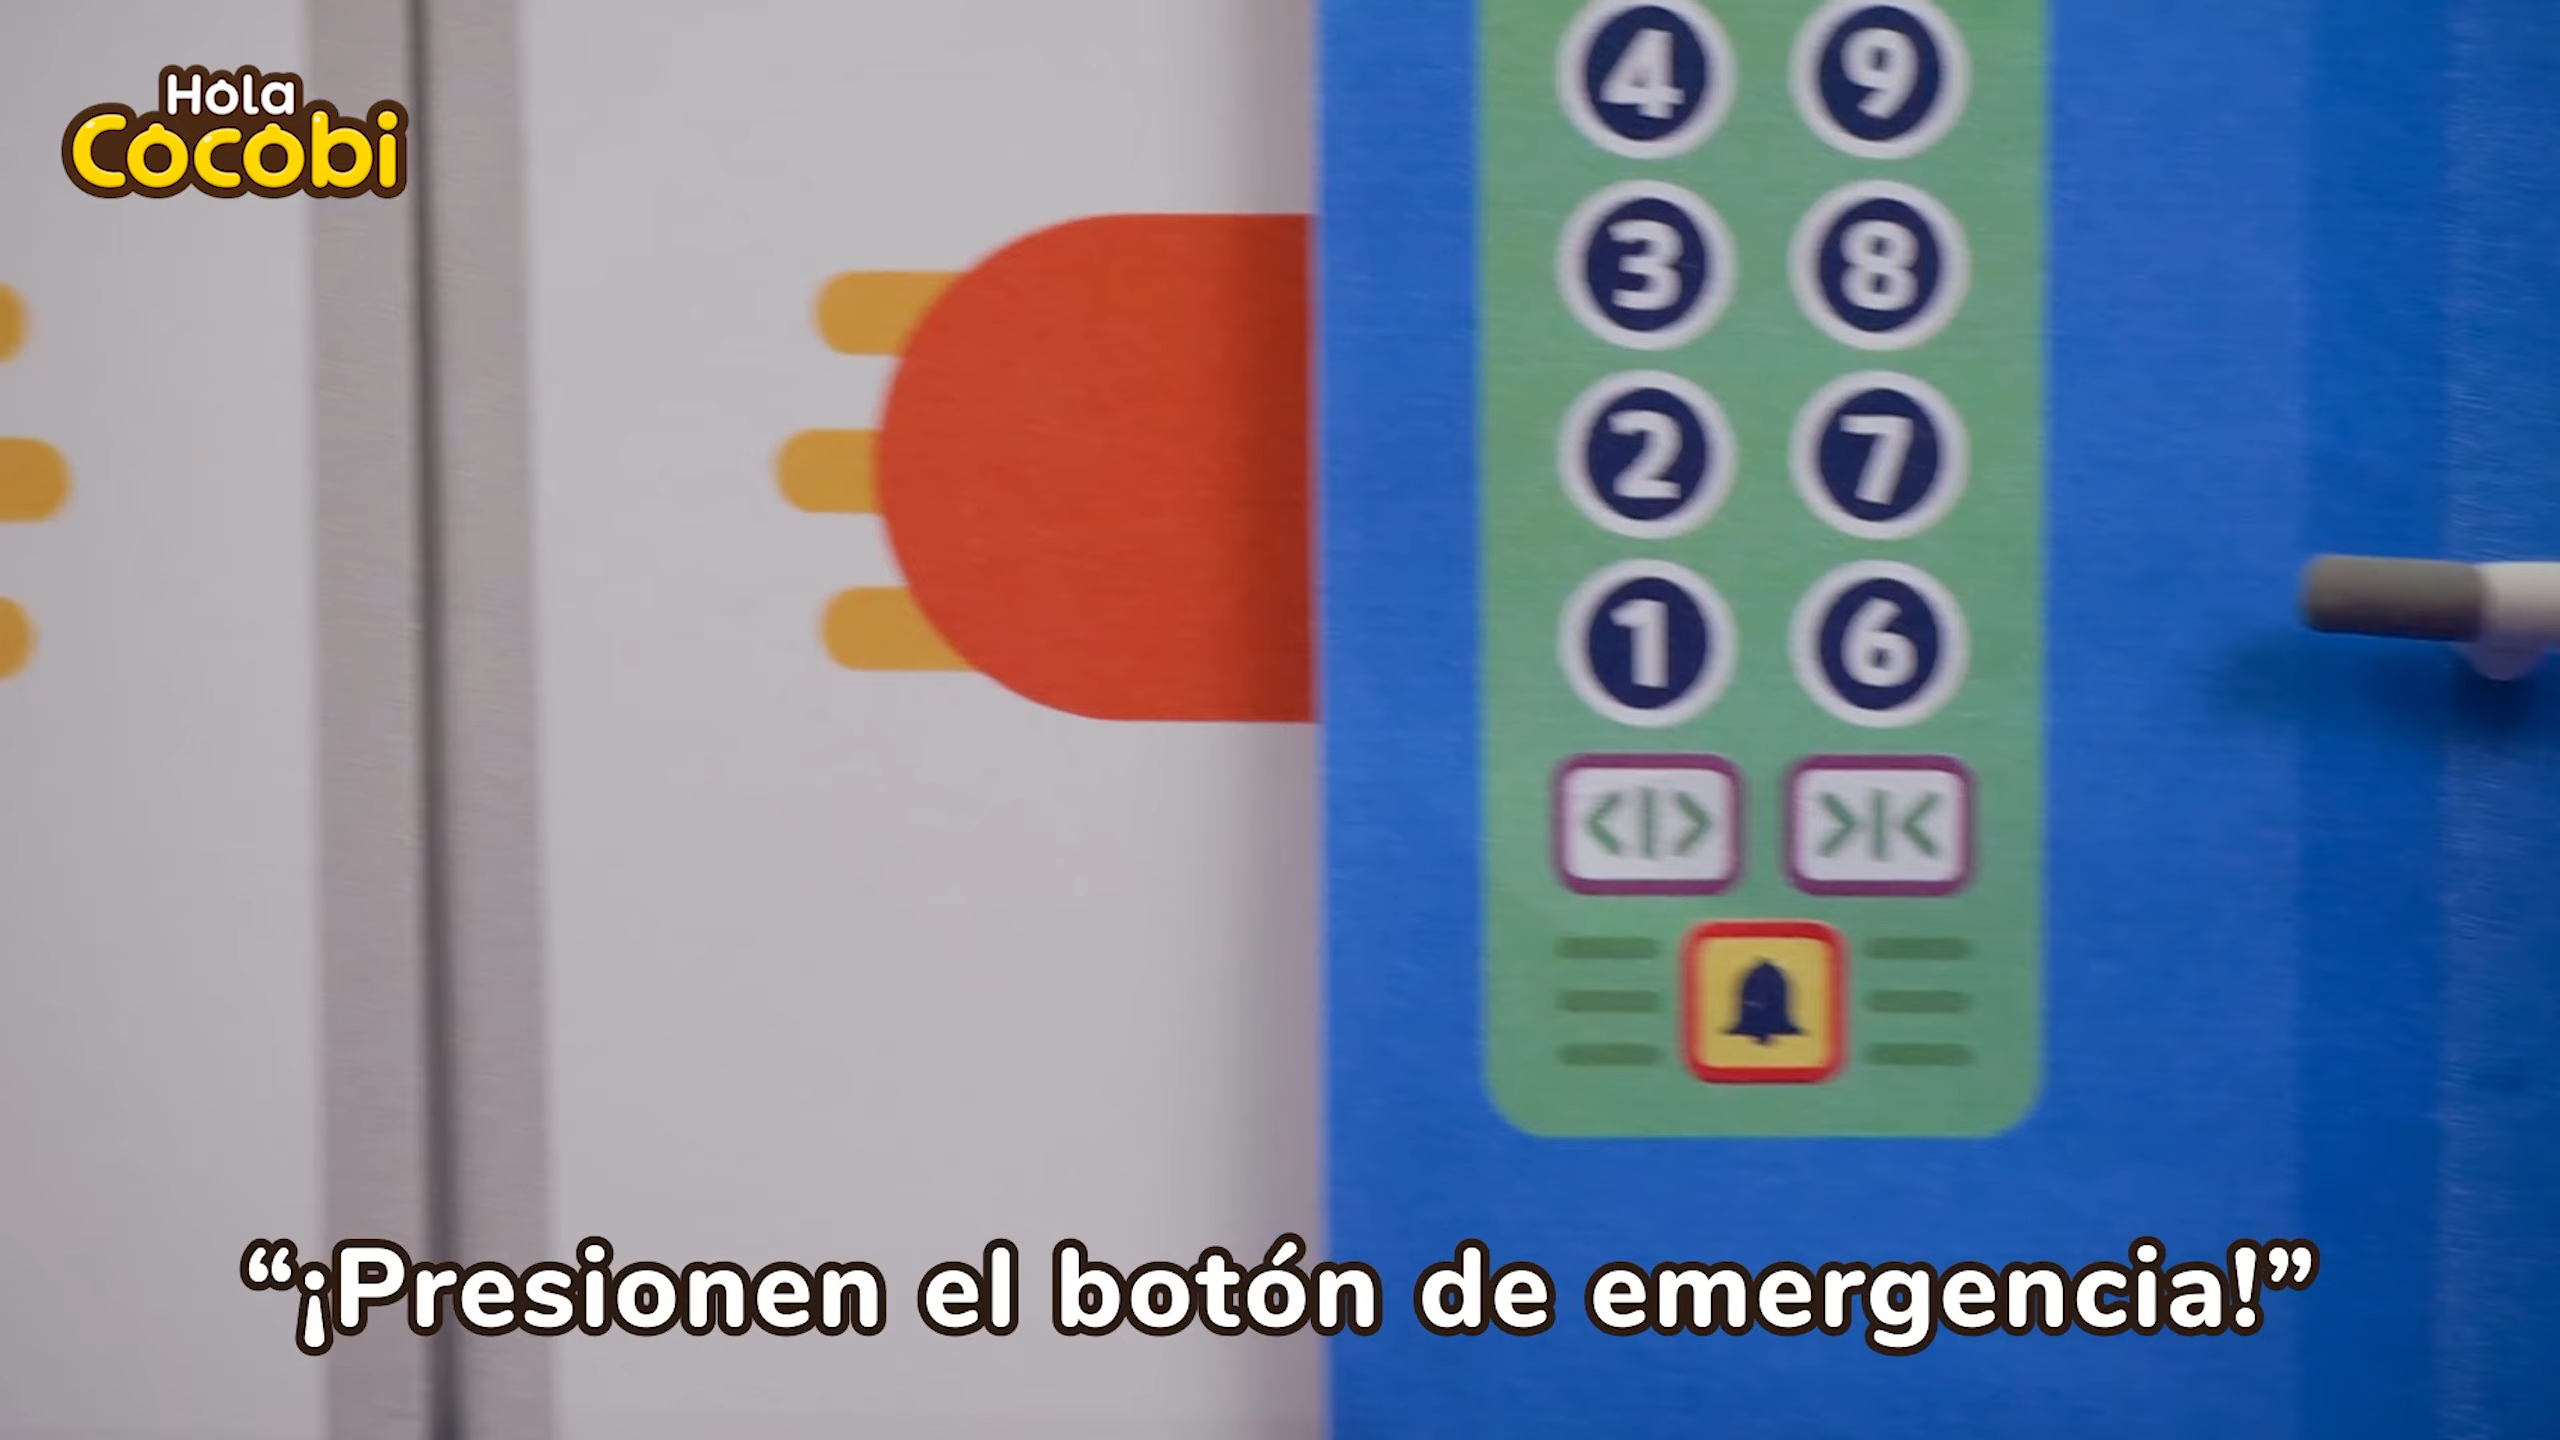 Hola
Cocobi
4 9
3 8
2 7
1 6
<|> >|<
“¡Presionen el botón de emergencia!”